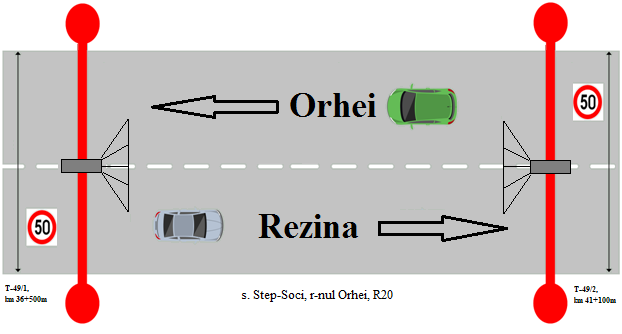 50
Orhei
50
Rezina
T-49/1,
km 36+500m
s. Step-Soci, r-nul Orhei, R20
T-49/2,
km 41+100m